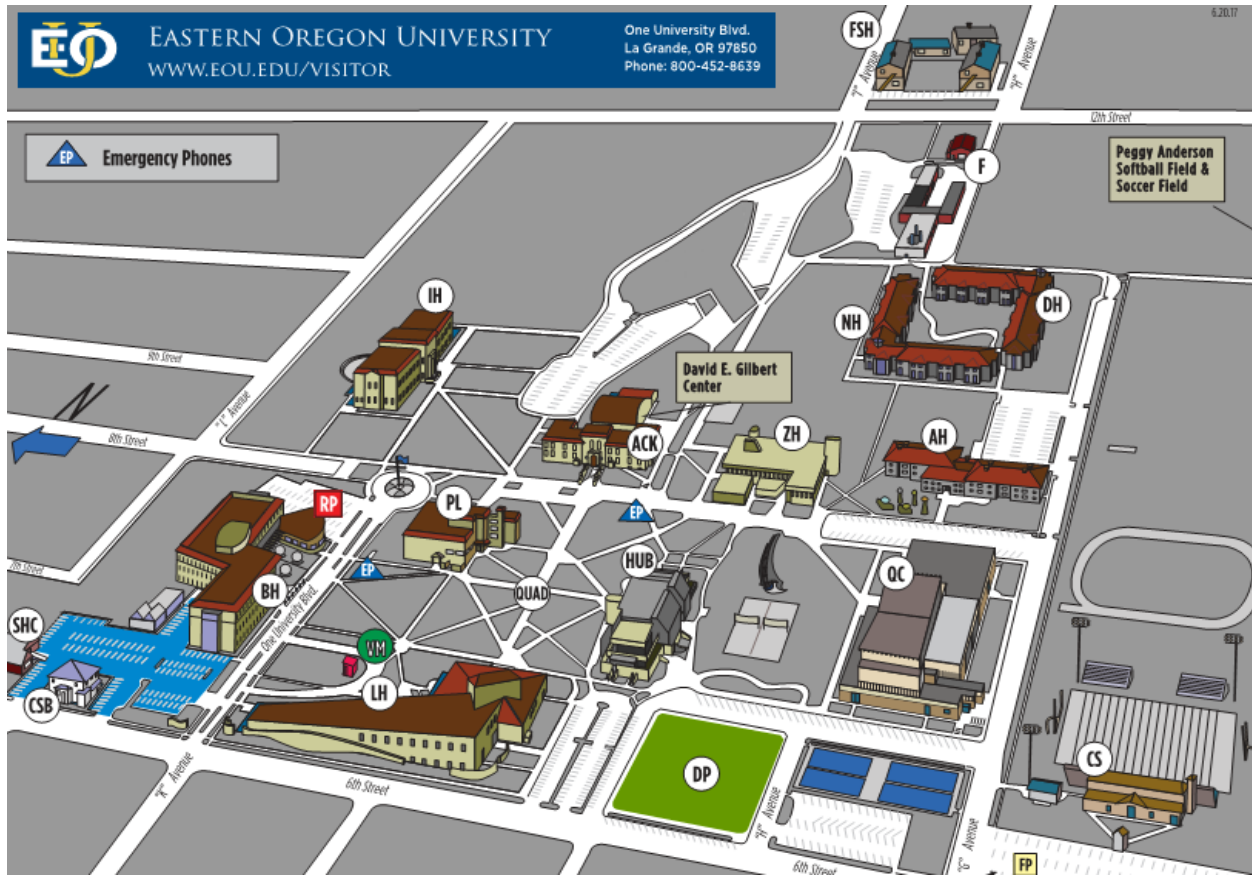 EOU
EASTERN OREGON UNIVERSITY
WWW.EOU.EDU/VISITOR
One University Blvd.
La Grande, OR 97850
Phone: 800-452-8639
6.20.17
FSH
"I" Avenue
"H" Avenue
12th Street
EP
Emergency Phones
Peggy Anderson
Softball Field &
Soccer Field
F
IH
NH
DH
9th Street
David E. Gilbert
Center
N
"I" Avenue
8th Street
ACK
ZH
AH
RP
PL
EP
7th Street
EP
HUB
QC
BH
QUAD
One University Blvd.
SHC
VM
LH
CSB
DP
CS
"K" Avenue
6th Street
"H" Avenue
"G" Avenue
6th Street
FP